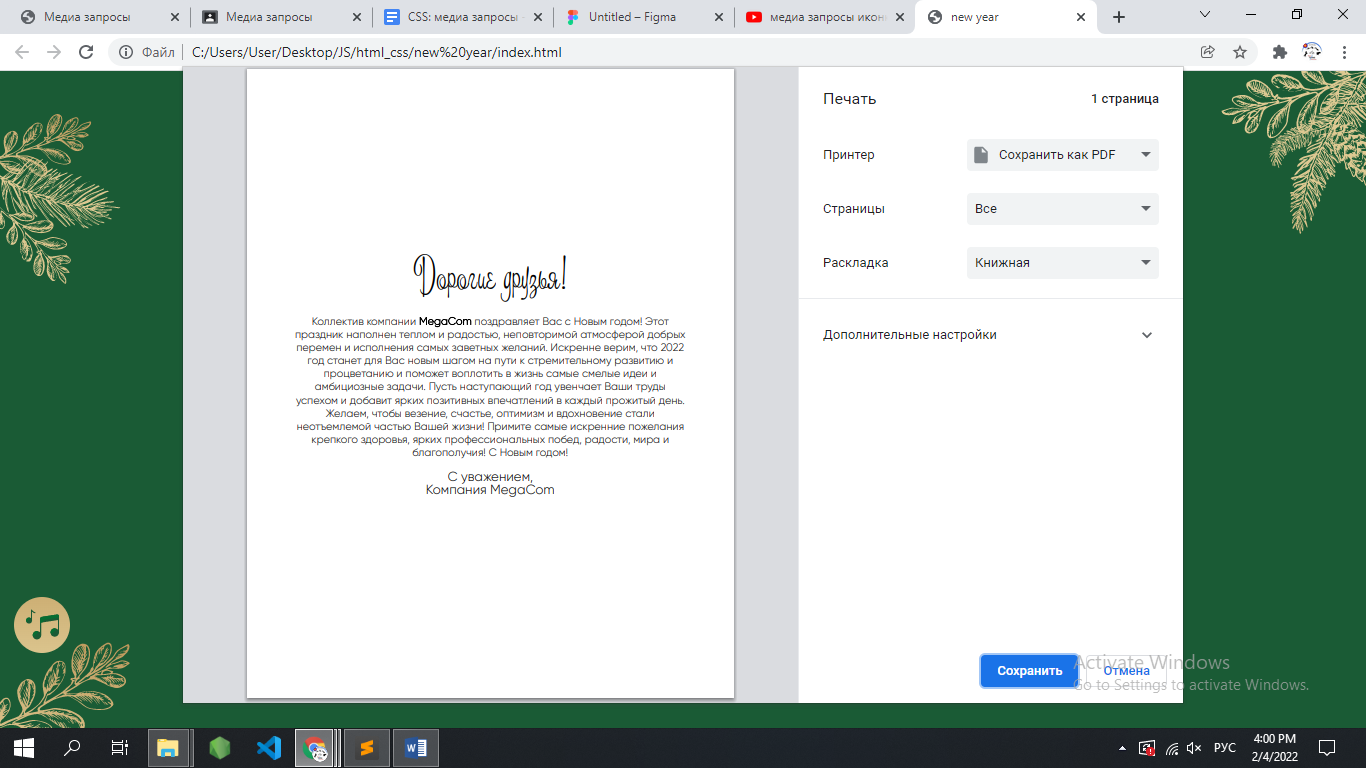 Медиа запросы
Медиа запросы
CSS: медиа запросы -
Untitled – Figma
медиа запросы икон
new year
Файл
C:/Users/User/Desktop/JS/html_css/new%20year/index.html
Дорогие друзья!
Коллектив компании MegaCom поздравляет Вас с Новым годом! Этот
праздник наполнен теплом и радостью, неповторимой атмосферой добрых
перемен и исполнения самых заветных желаний. Искренне верим, что 2022
год станет для Вас новым шагом на пути к стремительному развитию и
процветанию и поможет воплотить в жизнь самые смелые идеи и
амбициозные задачи. Пусть наступающий год увенчает Ваши труды
успехом и добавит ярких позитивных впечатлений в каждый прожитый день.
Желаем, чтобы везение, счастье, оптимизм и вдохновение стали
неотъемлемой частью Вашей жизни! Примите самые искренние пожелания
крепкого здоровья, ярких профессиональных побед, радости, мира и
благополучия! С Новым годом!
С уважением,
Компания MegaCom
Печать
1 страница
Принтер
Сохранить как PDF
Страницы
Все
Раскладка
Книжная
Дополнительные настройки
Сохранить
Отмена
Activate Windows
Go to Settings to activate Windows.
РУС
4:00 PM
2/4/2022